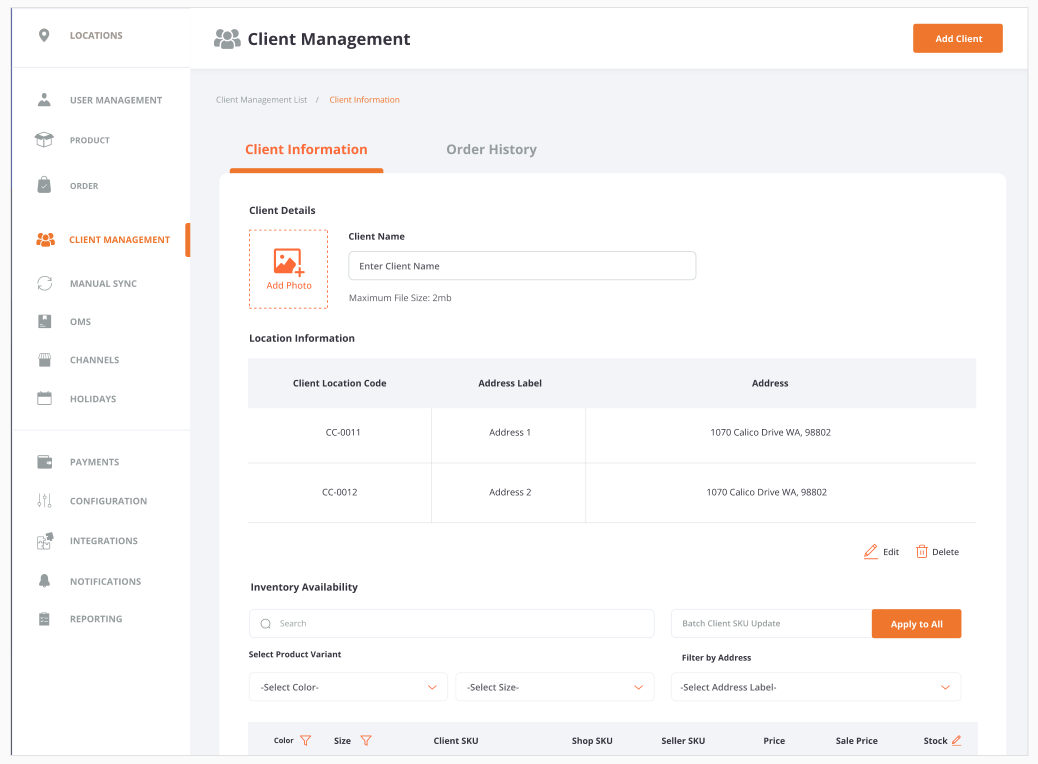 LOCATIONS
USER MANAGEMENT
PRODUCT
ORDER
CLIENT MANAGEMENT
MANUAL SYNC
OMS
CHANNELS
HOLIDAYS
PAYMENTS
CONFIGURATION
INTEGRATIONS
NOTIFICATIONS
REPORTING
Client Management
Add Client
Client Management List / Client Information
Client Information Order History
Client Details
Add Photo
Client Name
Enter Client Name
Maximum File Size: 2mb
Location Information
Client Location Code Address Label Address
CC-0011 Address 1 1070 Calico Drive WA, 98802
CC-0012 Address 2 1070 Calico Drive WA, 98802
Edit Delete
Inventory Availability
Search Batch Client SKU Update Apply to All
Select Product Variant Filter by Address
-Select Color- -Select Size- -Select Address Label-
Color Size Client SKU Shop SKU Seller SKU Price Sale Price Stock